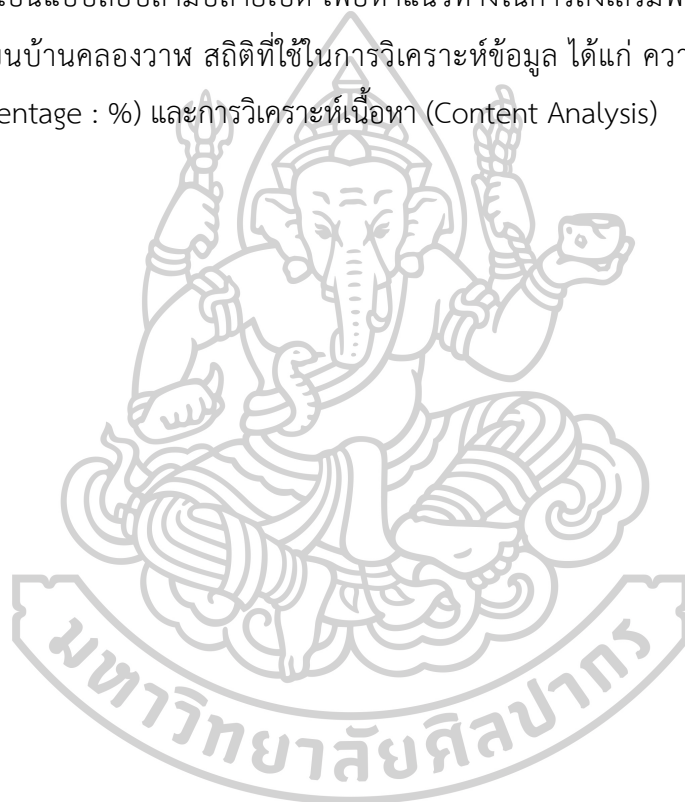 เป็นแบบสอบถามปลายเปิด เพื่อหาแนวทางในการส่งเสริม
นบ้านคลองวาฬ สถิติที่ใช้ในการวิเคราะห์ข้อมูล ได้แก่ ควา
entage : %) และการวิเคราะห์เนื้อหา (Content Analysis)
มหาวิทยาลัยศิลปากร